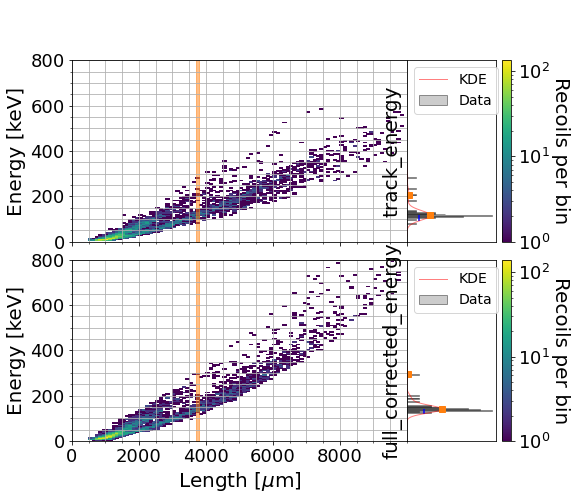 800
600
400
200
0
Energy [keV]
track_energy
KDE
Data
10²
10¹
10⁰
Recoils per bin
800
600
400
200
0
Energy [keV]
full_corrected_energy
KDE
Data
10²
10¹
10⁰
Recoils per bin
0 2000 4000 6000 8000
Length [μm]